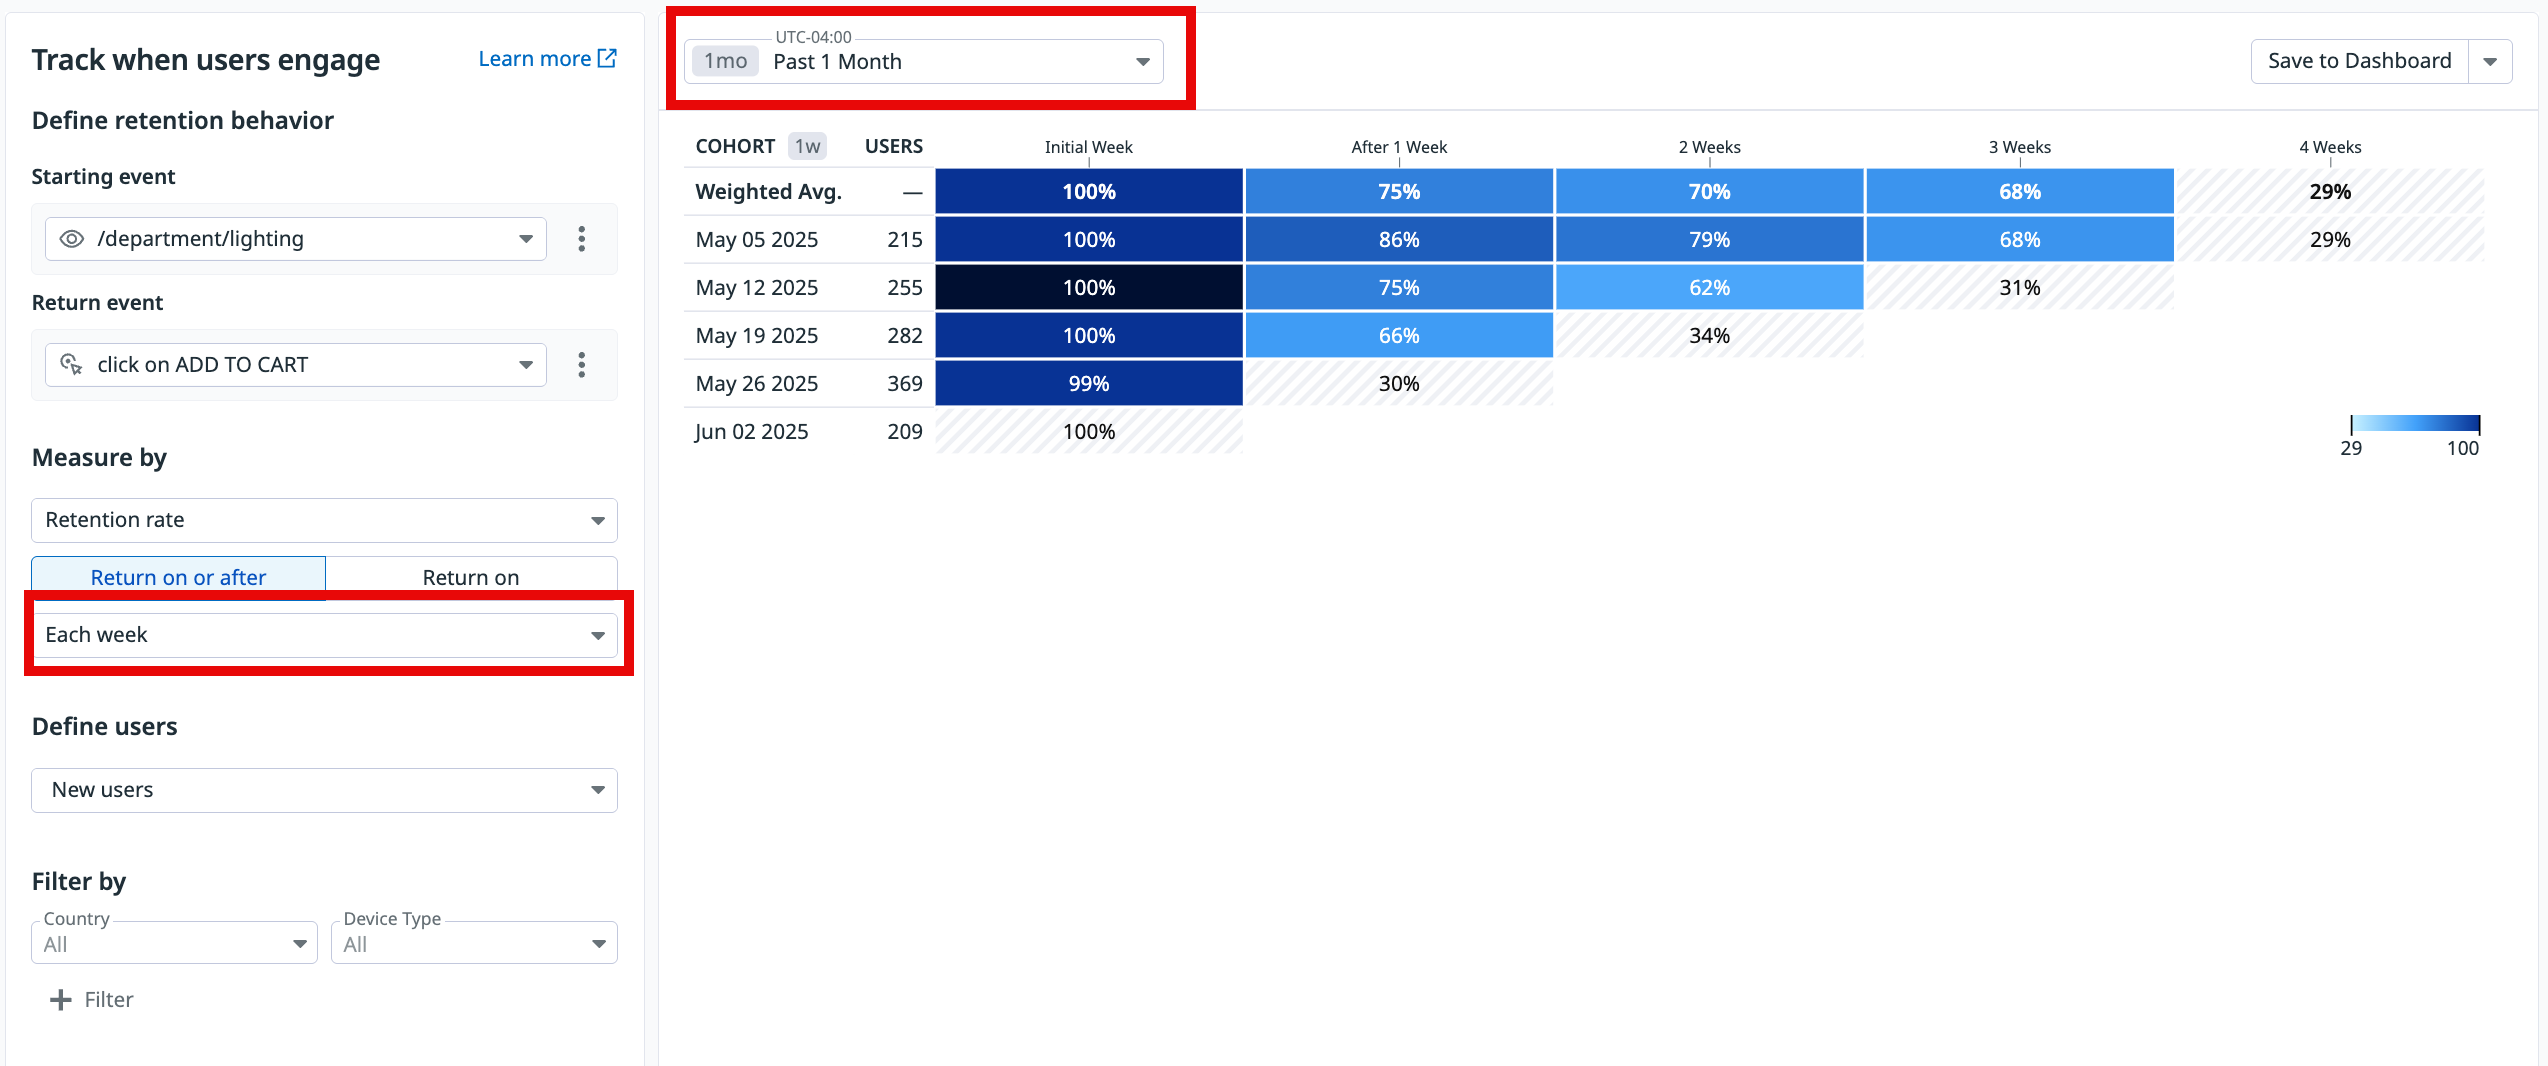 Track when users engage
Learn more
Define retention behavior
Starting event
/department/lighting
Return event
click on ADD TO CART
Measure by
Retention rate
Return on or after Return on
Each week
Define users
New users
Filter by
Country Device Type
All All
Filter
UTC-04:00
1mo Past 1 Month
Save to Dashboard
COHORT 1w USERS Initial Week After 1 Week 2 Weeks 3 Weeks 4 Weeks
Weighted Avg. — 100% 75% 70% 68% 29%
May 05 2025 215 100% 86% 79% 68% 29%
May 12 2025 255 100% 75% 62% 31%
May 19 2025 282 100% 66% 34%
May 26 2025 369 99% 30%
Jun 02 2025 209 100%
29 100